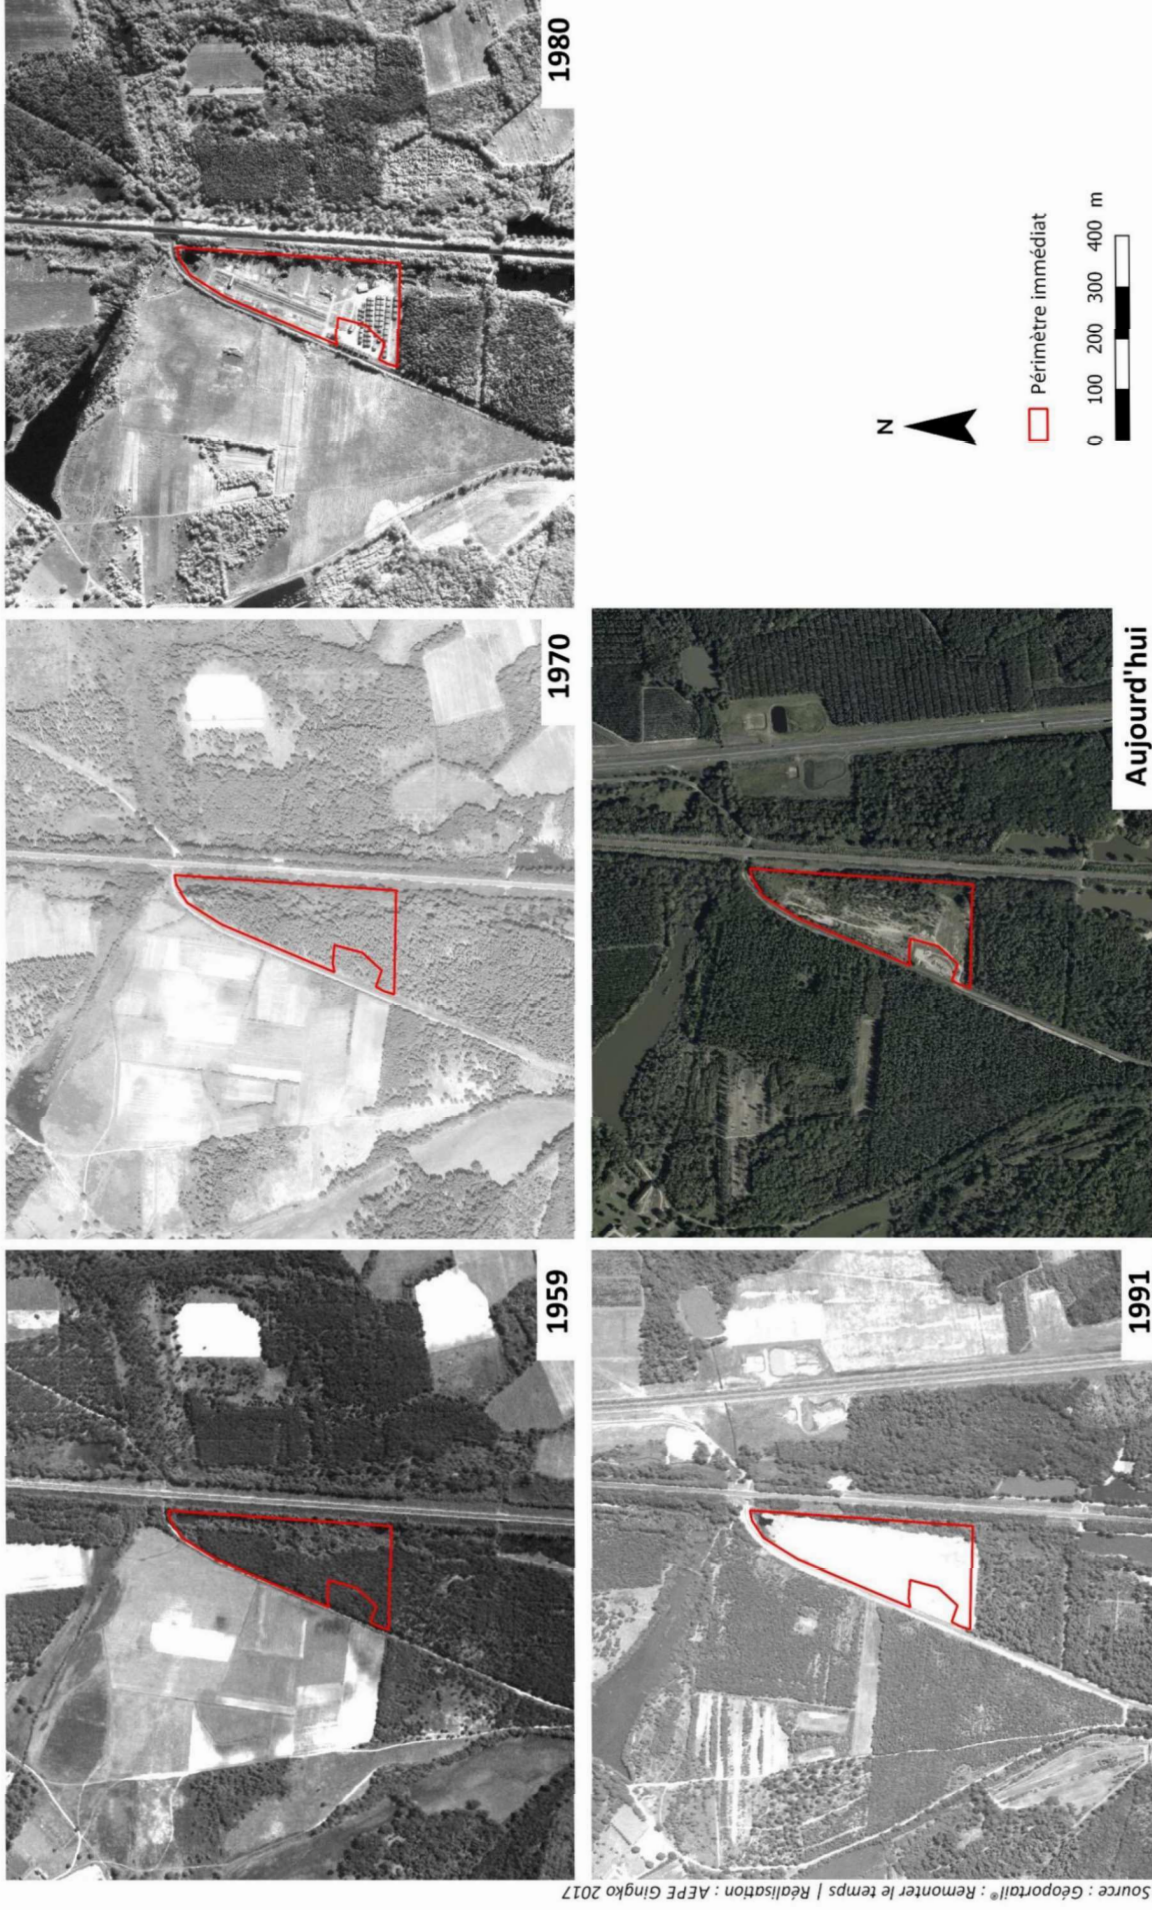 1959
1970
1980
1991
Aujourd'hui
N
Périmètre immédiat
0 100 200 300 400 m
Source : Géoportail® : Remonter le temps | Réalisation : AEPE Gingko 2017